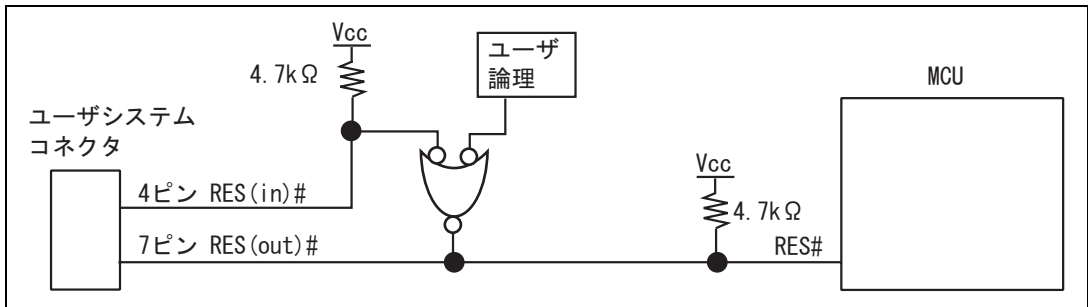 Vcc
4.7kΩ
ユーザ
論理
MCU
ユーザシステム
コネクタ
4ピン RES(in)#
Vcc
4.7kΩ
7ピン RES(out)#
RES#